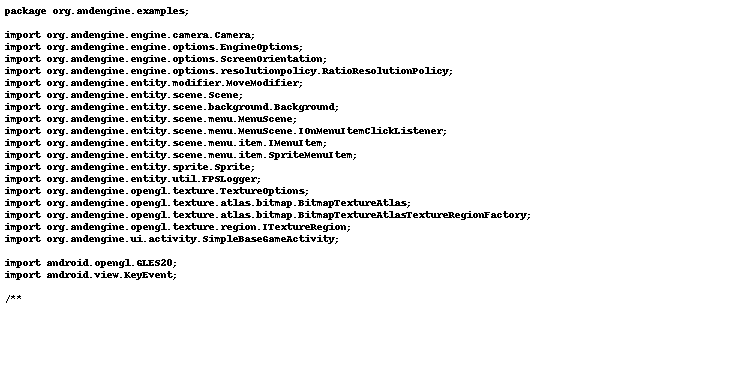 package org.andengine.examples;

import org.andengine.engine.camera.Camera;
import org.andengine.engine.options.EngineOptions;
import org.andengine.engine.options.ScreenOrientation;
import org.andengine.engine.options.resolutionpolicy.RatioResolutionPolicy;
import org.andengine.entity.modifier.MoveModifier;
import org.andengine.entity.scene.Scene;
import org.andengine.entity.scene.background.Background;
import org.andengine.entity.scene.menu.MenuScene;
import org.andengine.entity.scene.menu.MenuScene.IOnMenuItemClickListener;
import org.andengine.entity.scene.menu.item.IMenuItem;
import org.andengine.entity.scene.menu.item.SpriteMenuItem;
import org.andengine.entity.sprite.Sprite;
import org.andengine.entity.util.FPSLogger;
import org.andengine.opengl.texture.TextureOptions;
import org.andengine.opengl.texture.atlas.bitmap.BitmapTextureAtlas;
import org.andengine.opengl.texture.atlas.bitmap.BitmapTextureAtlasTextureRegionFactory;
import org.andengine.opengl.texture.region.ITextureRegion;
import org.andengine.ui.activity.SimpleBaseGameActivity;

import android.opengl.GLES20;
import android.view.KeyEvent;

/**